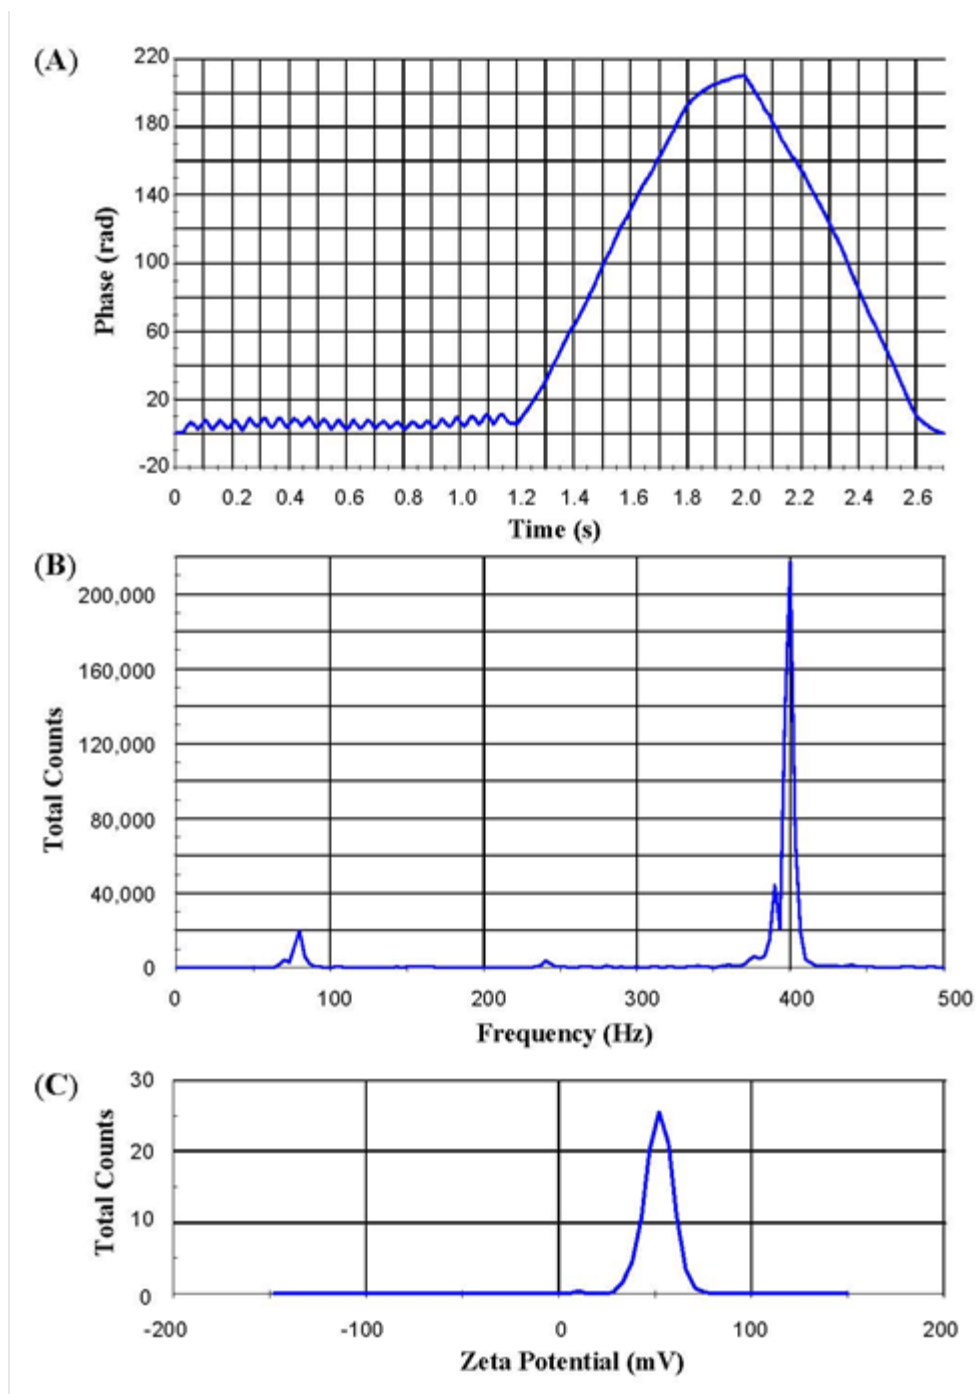 (A)
220
180
140
100
60
20
-20
Phase (rad)
0 0.2 0.4 0.6 0.8 1.0 1.2 1.4 1.6 1.8 2.0 2.2 2.4 2.6
Time (s)
(B)
200,000
160,000
120,000
80,000
40,000
0
Total Counts
0 100 200 300 400 500
Frequency (Hz)
(C)
30
20
10
0
Total Counts
-200 -100 0 100 200
Zeta Potential (mV)